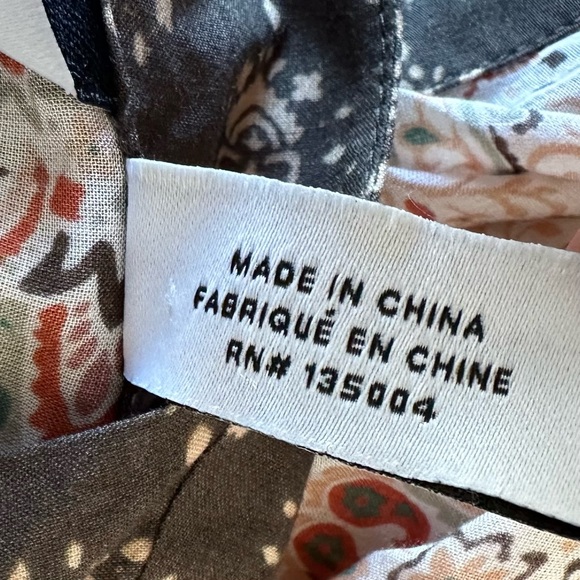 MADE IN CHINA
FABRIQUÉ EN CHINE
RN# 135004